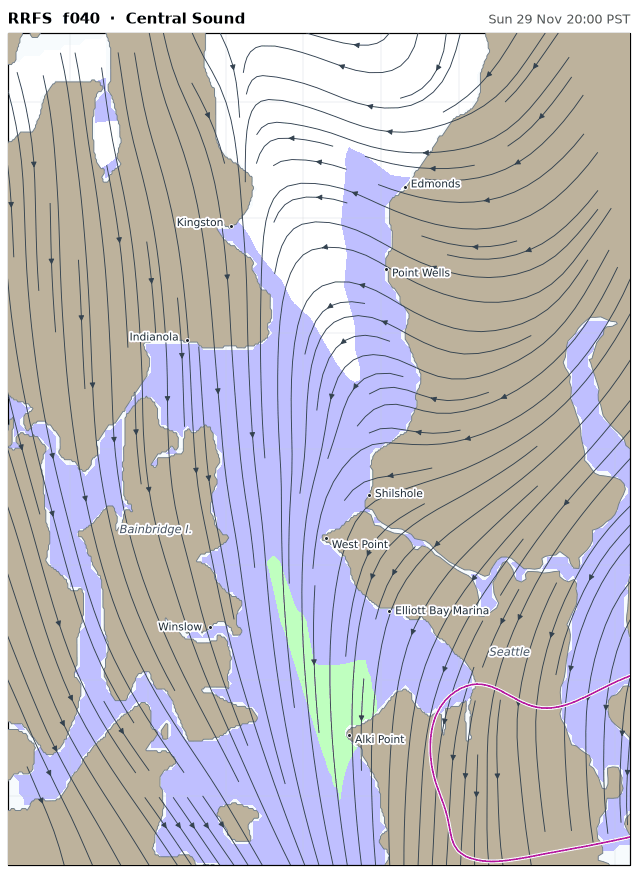 RRFS f040 · Central Sound
Sun 29 Nov 20:00 PST
Edmonds
Kingston
Point Wells
Indianola
Shilshole
Bainbridge I.
West Point
Elliott Bay Marina
Winslow
Seattle
Alki Point